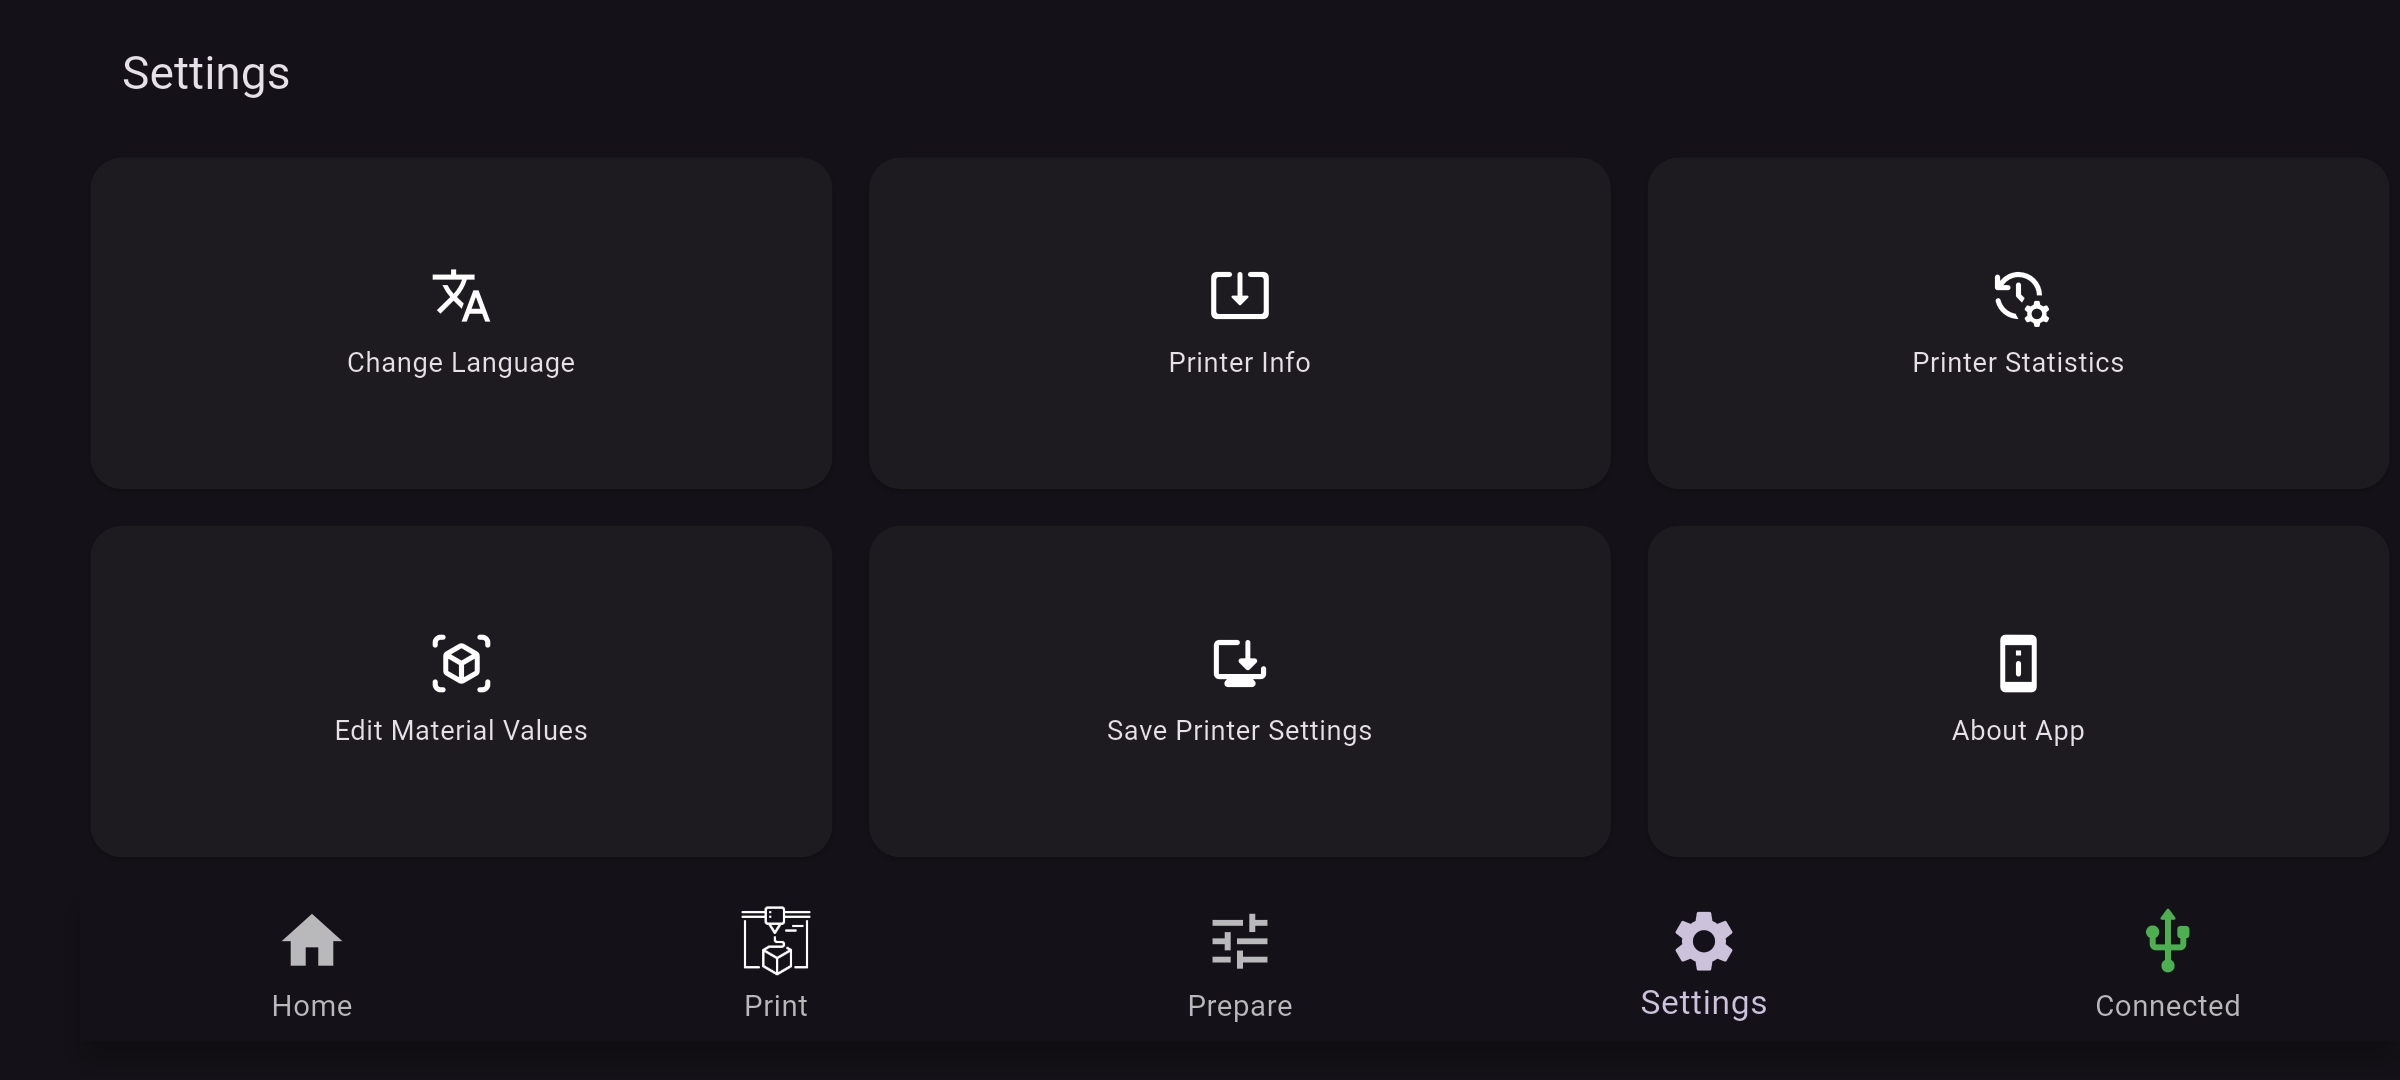 Settings
Change Language
Printer Info
Printer Statistics
Edit Material Values
Save Printer Settings
About App
Home
Print
Prepare
Settings
Connected